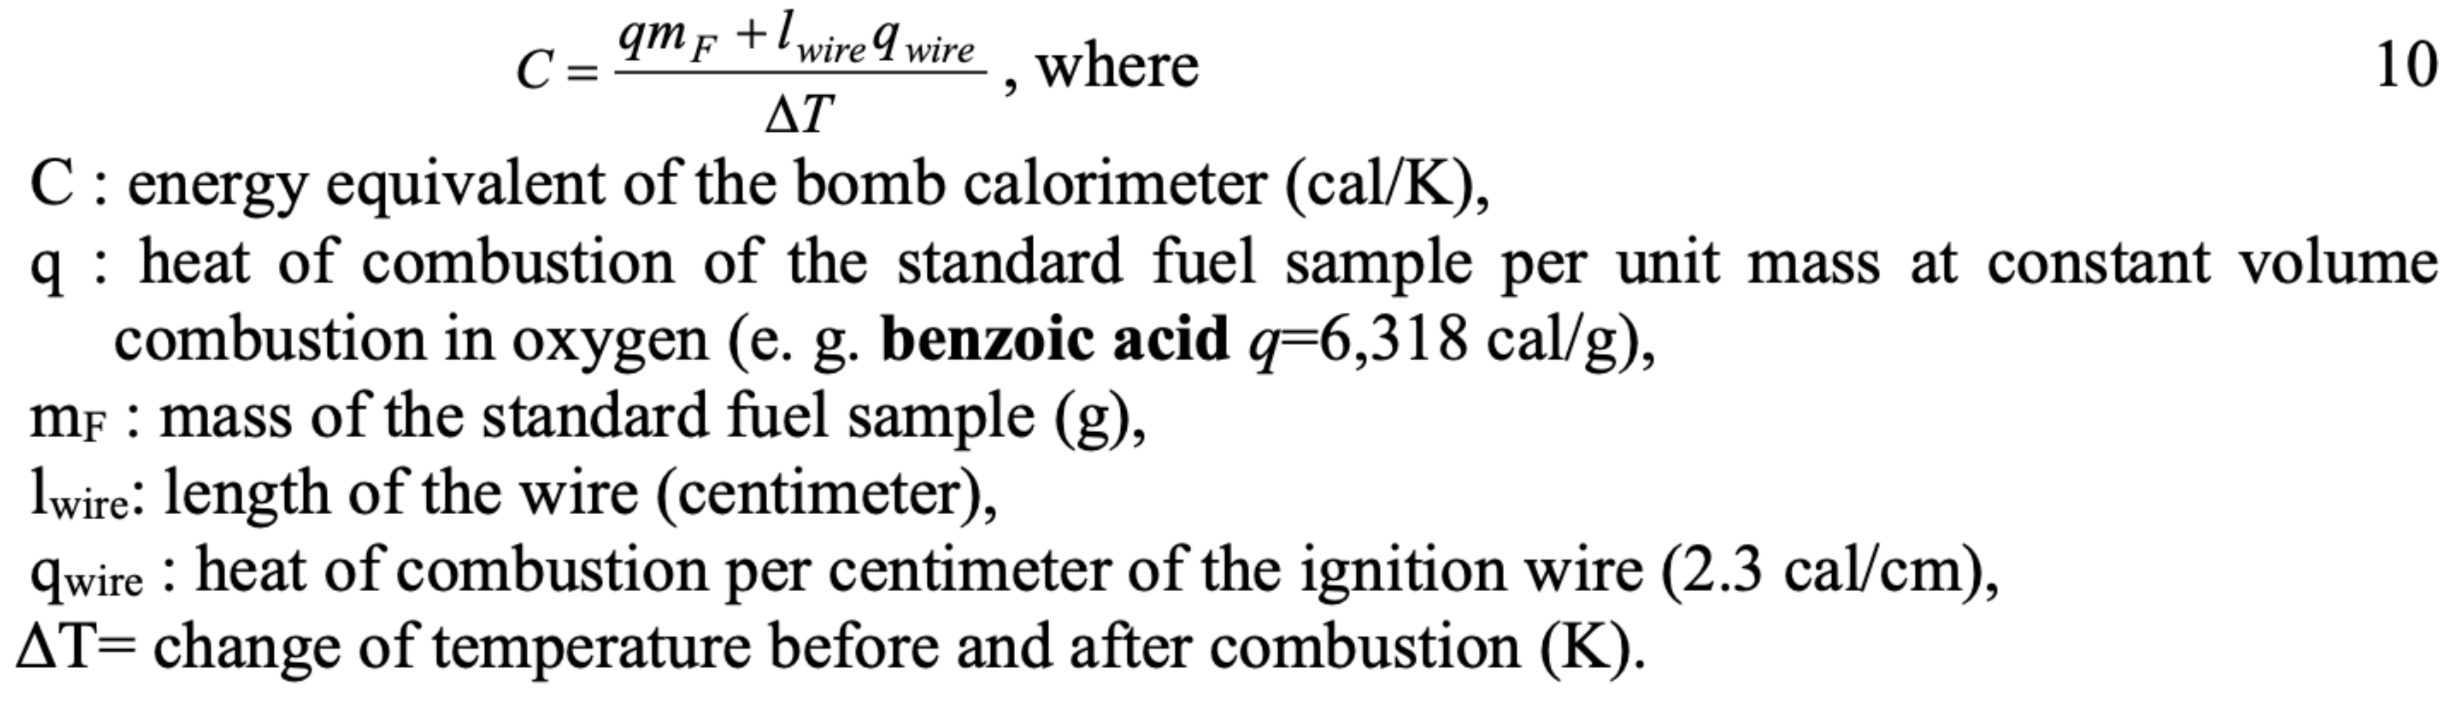 C = \frac{qm_F + l_{wire} q_{wire}}{\Delta T}, where 10
C : energy equivalent of the bomb calorimeter (cal/K),
q : heat of combustion of the standard fuel sample per unit mass at constant volume
combustion in oxygen (e. g. benzoic acid q=6,318 cal/g),
m_F : mass of the standard fuel sample (g),
l_{wire}: length of the wire (centimeter),
q_{wire} : heat of combustion per centimeter of the ignition wire (2.3 cal/cm),
ΔT= change of temperature before and after combustion (K).